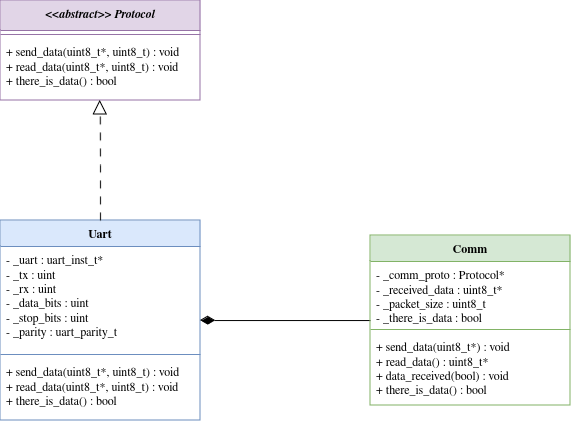 <<abstract>> Protocol
+ send_data(uint8_t*, uint8_t) : void
+ read_data(uint8_t*, uint8_t) : void
+ there_is_data() : bool
Uart
- _uart : uart_inst_t*
- _tx : uint
- _rx : uint
- _data_bits : uint
- _stop_bits : uint
- _parity : uart_parity_t
+ send_data(uint8_t*, uint8_t) : void
+ read_data(uint8_t*, uint8_t) : void
+ there_is_data() : bool
Comm
- _comm_proto : Protocol*
- _received_data : uint8_t*
- _packet_size : uint8_t
- _there_is_data : bool
+ send_data(uint8_t*) : void
+ read_data() : uint8_t*
+ data_received(bool) : void
+ there_is_data() : bool